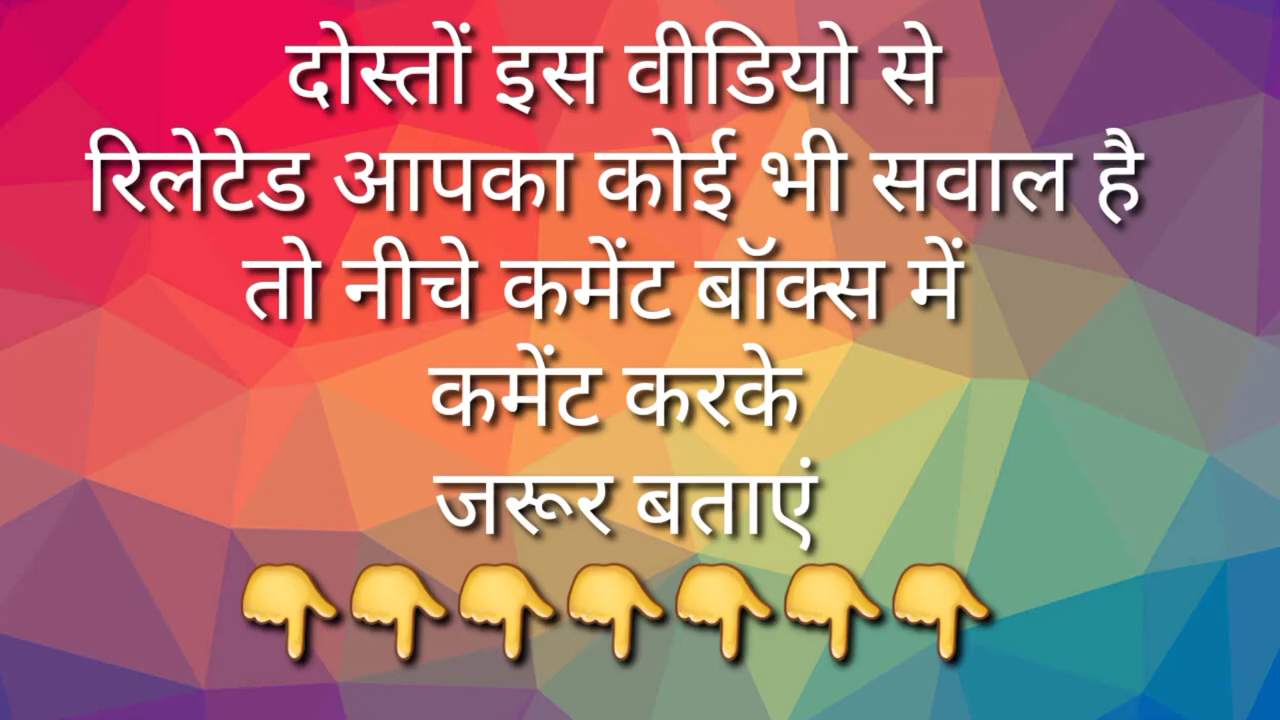 दोस्तों इस वीडियो से
रिलेटेड आपका कोई भी सवाल है
तो नीचे कमेंट बॉक्स में
कमेंट करके
जरूर बताएं
👇👇👇👇👇👇👇